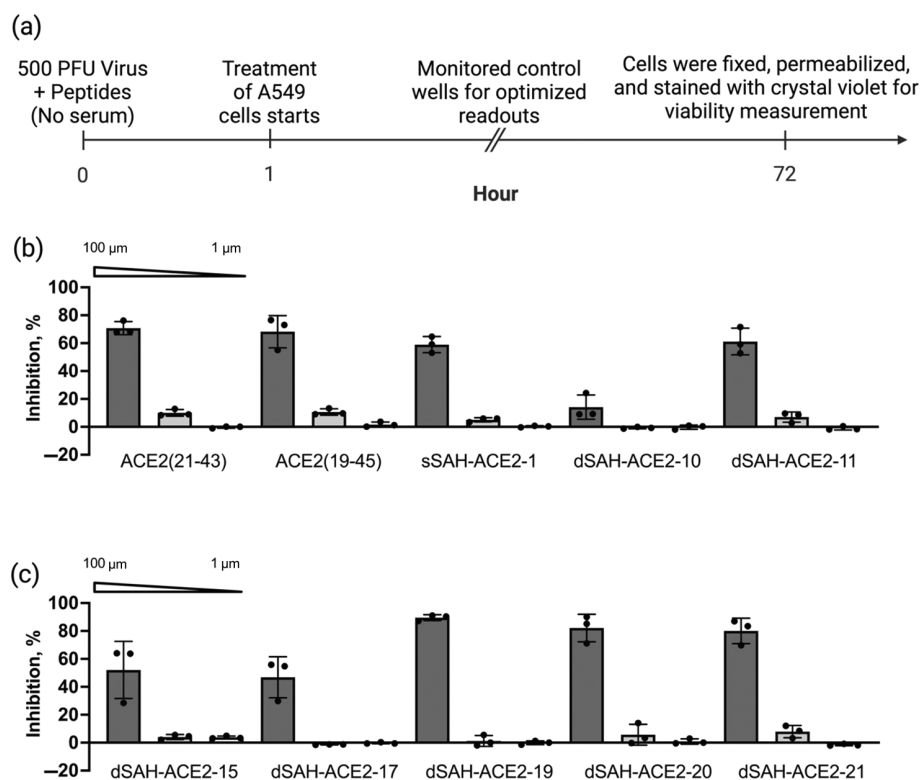 (a)
500 PFU Virus
+ Peptides
(No serum)
Treatment
of A549
cells starts
Monitored control
wells for optimized
readouts
Cells were fixed, permeabilized,
and stained with crystal violet for
viability measurement
0
1
72
Hour
(b)
100 µm
1 µm
Inhibition, %
100
80
60
40
20
0
−20
ACE2(21-43)
ACE2(19-45)
sSAH-ACE2-1
dSAH-ACE2-10
dSAH-ACE2-11
(c)
100 µm
1 µm
Inhibition, %
100
80
60
40
20
0
−20
dSAH-ACE2-15
dSAH-ACE2-17
dSAH-ACE2-19
dSAH-ACE2-20
dSAH-ACE2-21